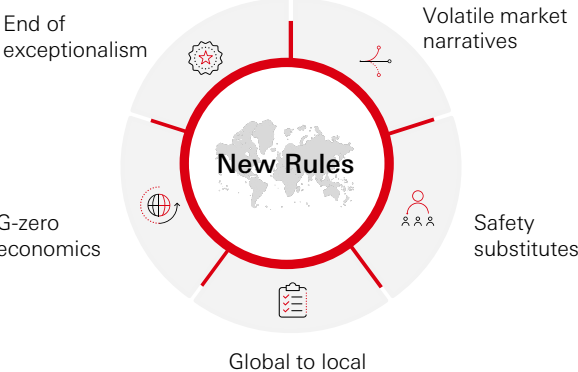 End of
exceptionalism
Volatile market
narratives
New Rules
G-zero
economics
Safety
substitutes
Global to local